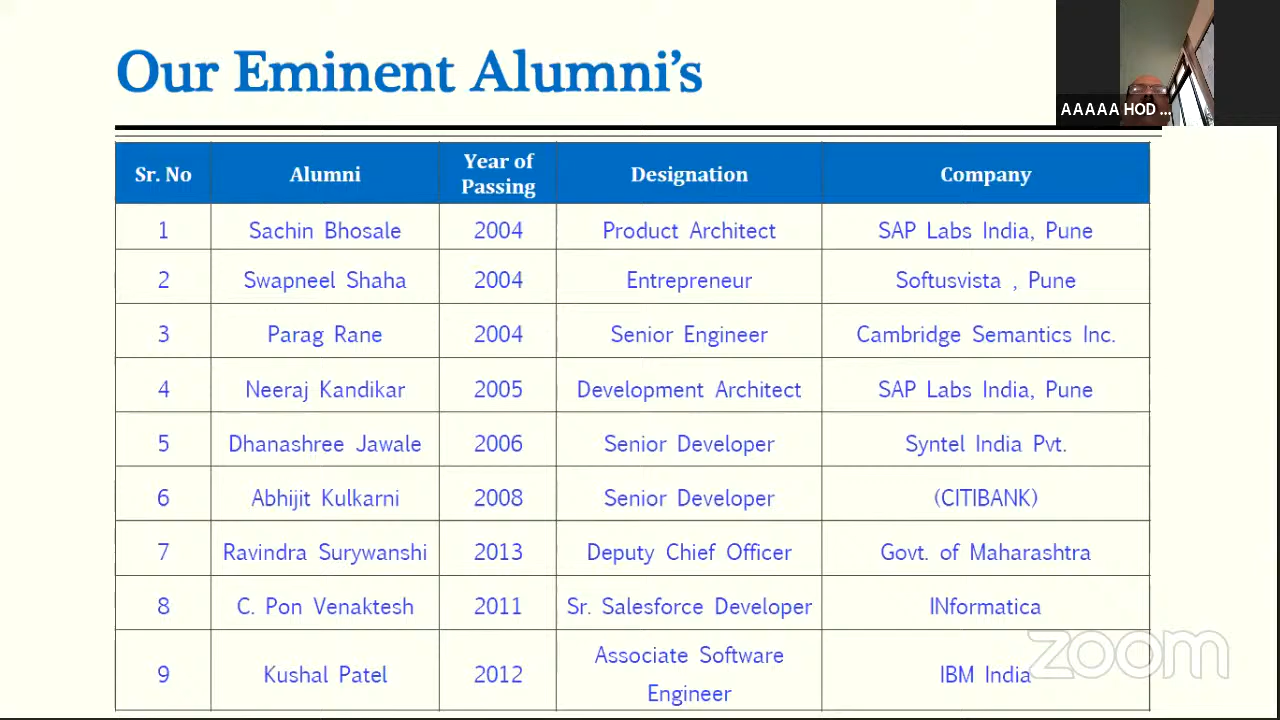 Our Eminent Alumni's
AAAAA HOD ...
Sr. No Alumni Year of Passing Designation Company
1 Sachin Bhosale 2004 Product Architect SAP Labs India, Pune
2 Swapneel Shaha 2004 Entrepreneur Softusvista , Pune
3 Parag Rane 2004 Senior Engineer Cambridge Semantics Inc.
4 Neeraj Kandikar 2005 Development Architect SAP Labs India, Pune
5 Dhanashree Jawale 2006 Senior Developer Syntel India Pvt.
6 Abhijit Kulkarni 2008 Senior Developer (CITIBANK)
7 Ravindra Surywanshi 2013 Deputy Chief Officer Govt. of Maharashtra
8 C. Pon Venaktesh 2011 Sr. Salesforce Developer INformatica
9 Kushal Patel 2012 Associate Software Engineer IBM India
zoom